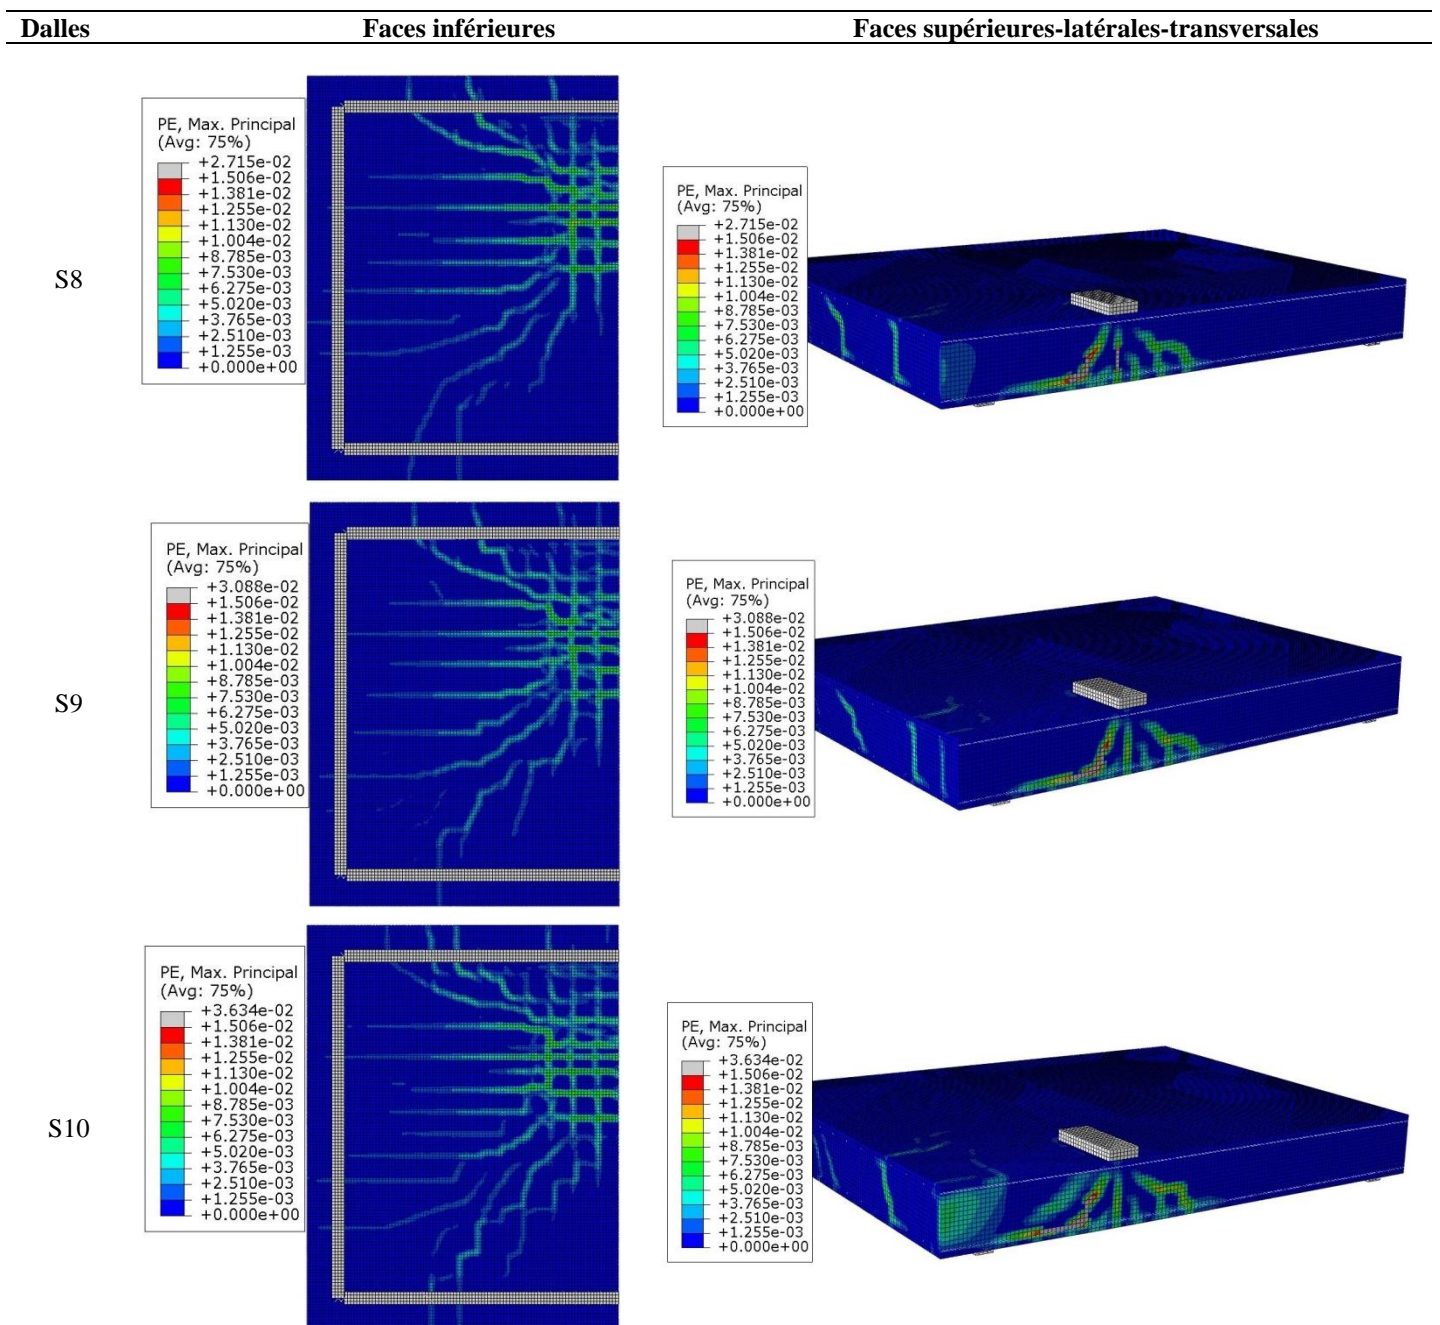 Dalles Faces inférieures Faces supérieures-latérales-transversales
S8
PE, Max. Principal
(Avg: 75%)
+2.715e-02
+1.506e-02
+1.381e-02
+1.255e-02
+1.130e-02
+1.004e-02
+8.785e-03
+7.530e-03
+6.275e-03
+5.020e-03
+3.765e-03
+2.510e-03
+1.255e-03
+0.000e+00
PE, Max. Principal
(Avg: 75%)
+2.715e-02
+1.506e-02
+1.381e-02
+1.255e-02
+1.130e-02
+1.004e-02
+8.785e-03
+7.530e-03
+6.275e-03
+5.020e-03
+3.765e-03
+2.510e-03
+1.255e-03
+0.000e+00
S9
PE, Max. Principal
(Avg: 75%)
+3.088e-02
+1.506e-02
+1.381e-02
+1.255e-02
+1.130e-02
+1.004e-02
+8.785e-03
+7.530e-03
+6.275e-03
+5.020e-03
+3.765e-03
+2.510e-03
+1.255e-03
+0.000e+00
PE, Max. Principal
(Avg: 75%)
+3.088e-02
+1.506e-02
+1.381e-02
+1.255e-02
+1.130e-02
+1.004e-02
+8.785e-03
+7.530e-03
+6.275e-03
+5.020e-03
+3.765e-03
+2.510e-03
+1.255e-03
+0.000e+00
S10
PE, Max. Principal
(Avg: 75%)
+3.634e-02
+1.506e-02
+1.381e-02
+1.255e-02
+1.130e-02
+1.004e-02
+8.785e-03
+7.530e-03
+6.275e-03
+5.020e-03
+3.765e-03
+2.510e-03
+1.255e-03
+0.000e+00
PE, Max. Principal
(Avg: 75%)
+3.634e-02
+1.506e-02
+1.381e-02
+1.255e-02
+1.130e-02
+1.004e-02
+8.785e-03
+7.530e-03
+6.275e-03
+5.020e-03
+3.765e-03
+2.510e-03
+1.255e-03
+0.000e+00